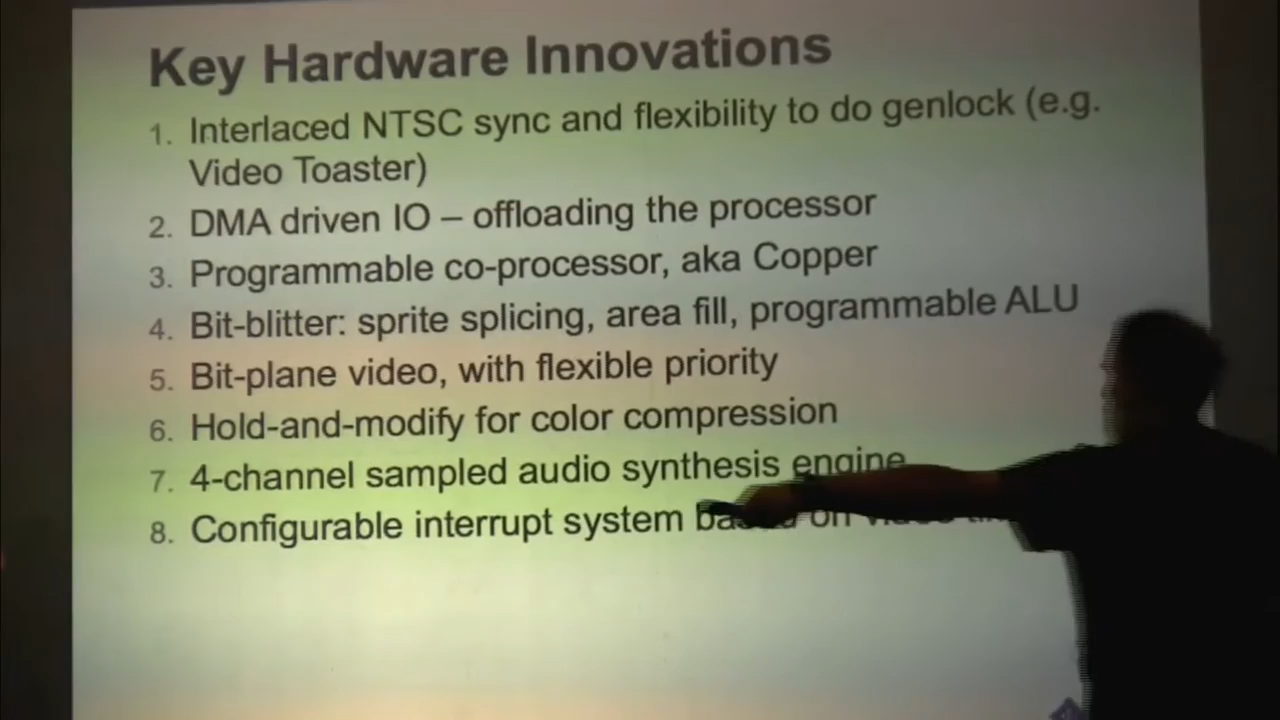 Key Hardware Innovations
1. Interlaced NTSC sync and flexibility to do genlock (e.g.
Video Toaster)
2. DMA driven IO – offloading the processor
3. Programmable co-processor, aka Copper
4. Bit-blitter: sprite splicing, area fill, programmable ALU
5. Bit-plane video, with flexible priority
6. Hold-and-modify for color compression
7. 4-channel sampled audio synthesis engine
8. Configurable interrupt system based on video